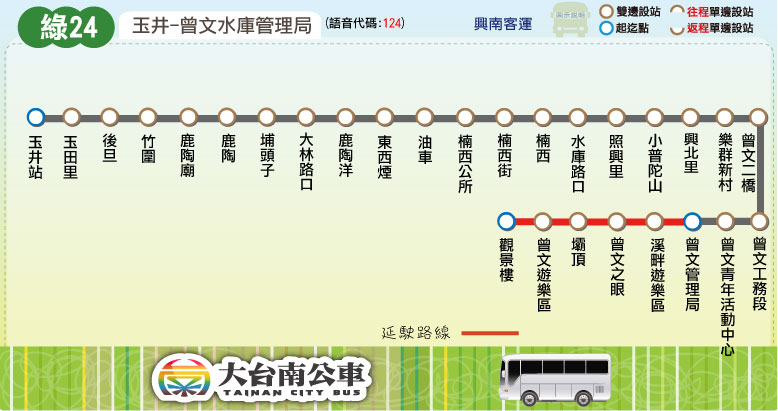 綠24
玉井-曾文水庫管理局
(語音代碼:124)
興南客運
圖示說明
雙邊設站
往程單邊設站
起迄點
返程單邊設站
玉井站
玉田里
後旦
竹圍
鹿陶廟
鹿陶
埔頭子
大林路口
鹿陶洋
東西煙
油車
楠西公所
楠西街
楠西
水庫路口
照興里
小普陀山
興北里
樂群新村
曾文二橋
觀景樓
曾文遊樂區
壩頂
曾文之眼
溪畔遊樂區
曾文管理局
曾文青年活動中心
曾文工務段
延駛路線
大台南公車
TAINAN CITY BUS